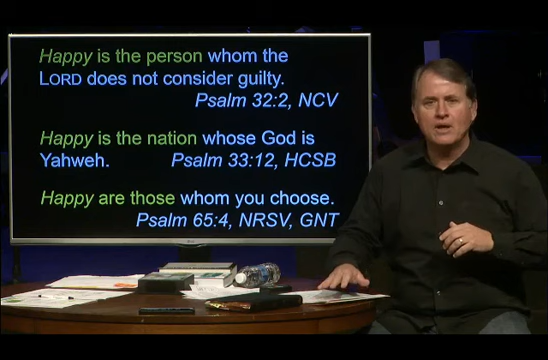 Happy is the person whom the
LORD does not consider guilty.
Psalm 32:2, NCV
Happy is the nation whose God is
Yahweh. Psalm 33:12, HCSB
Happy are those whom you choose.
Psalm 65:4, NRSV, GNT